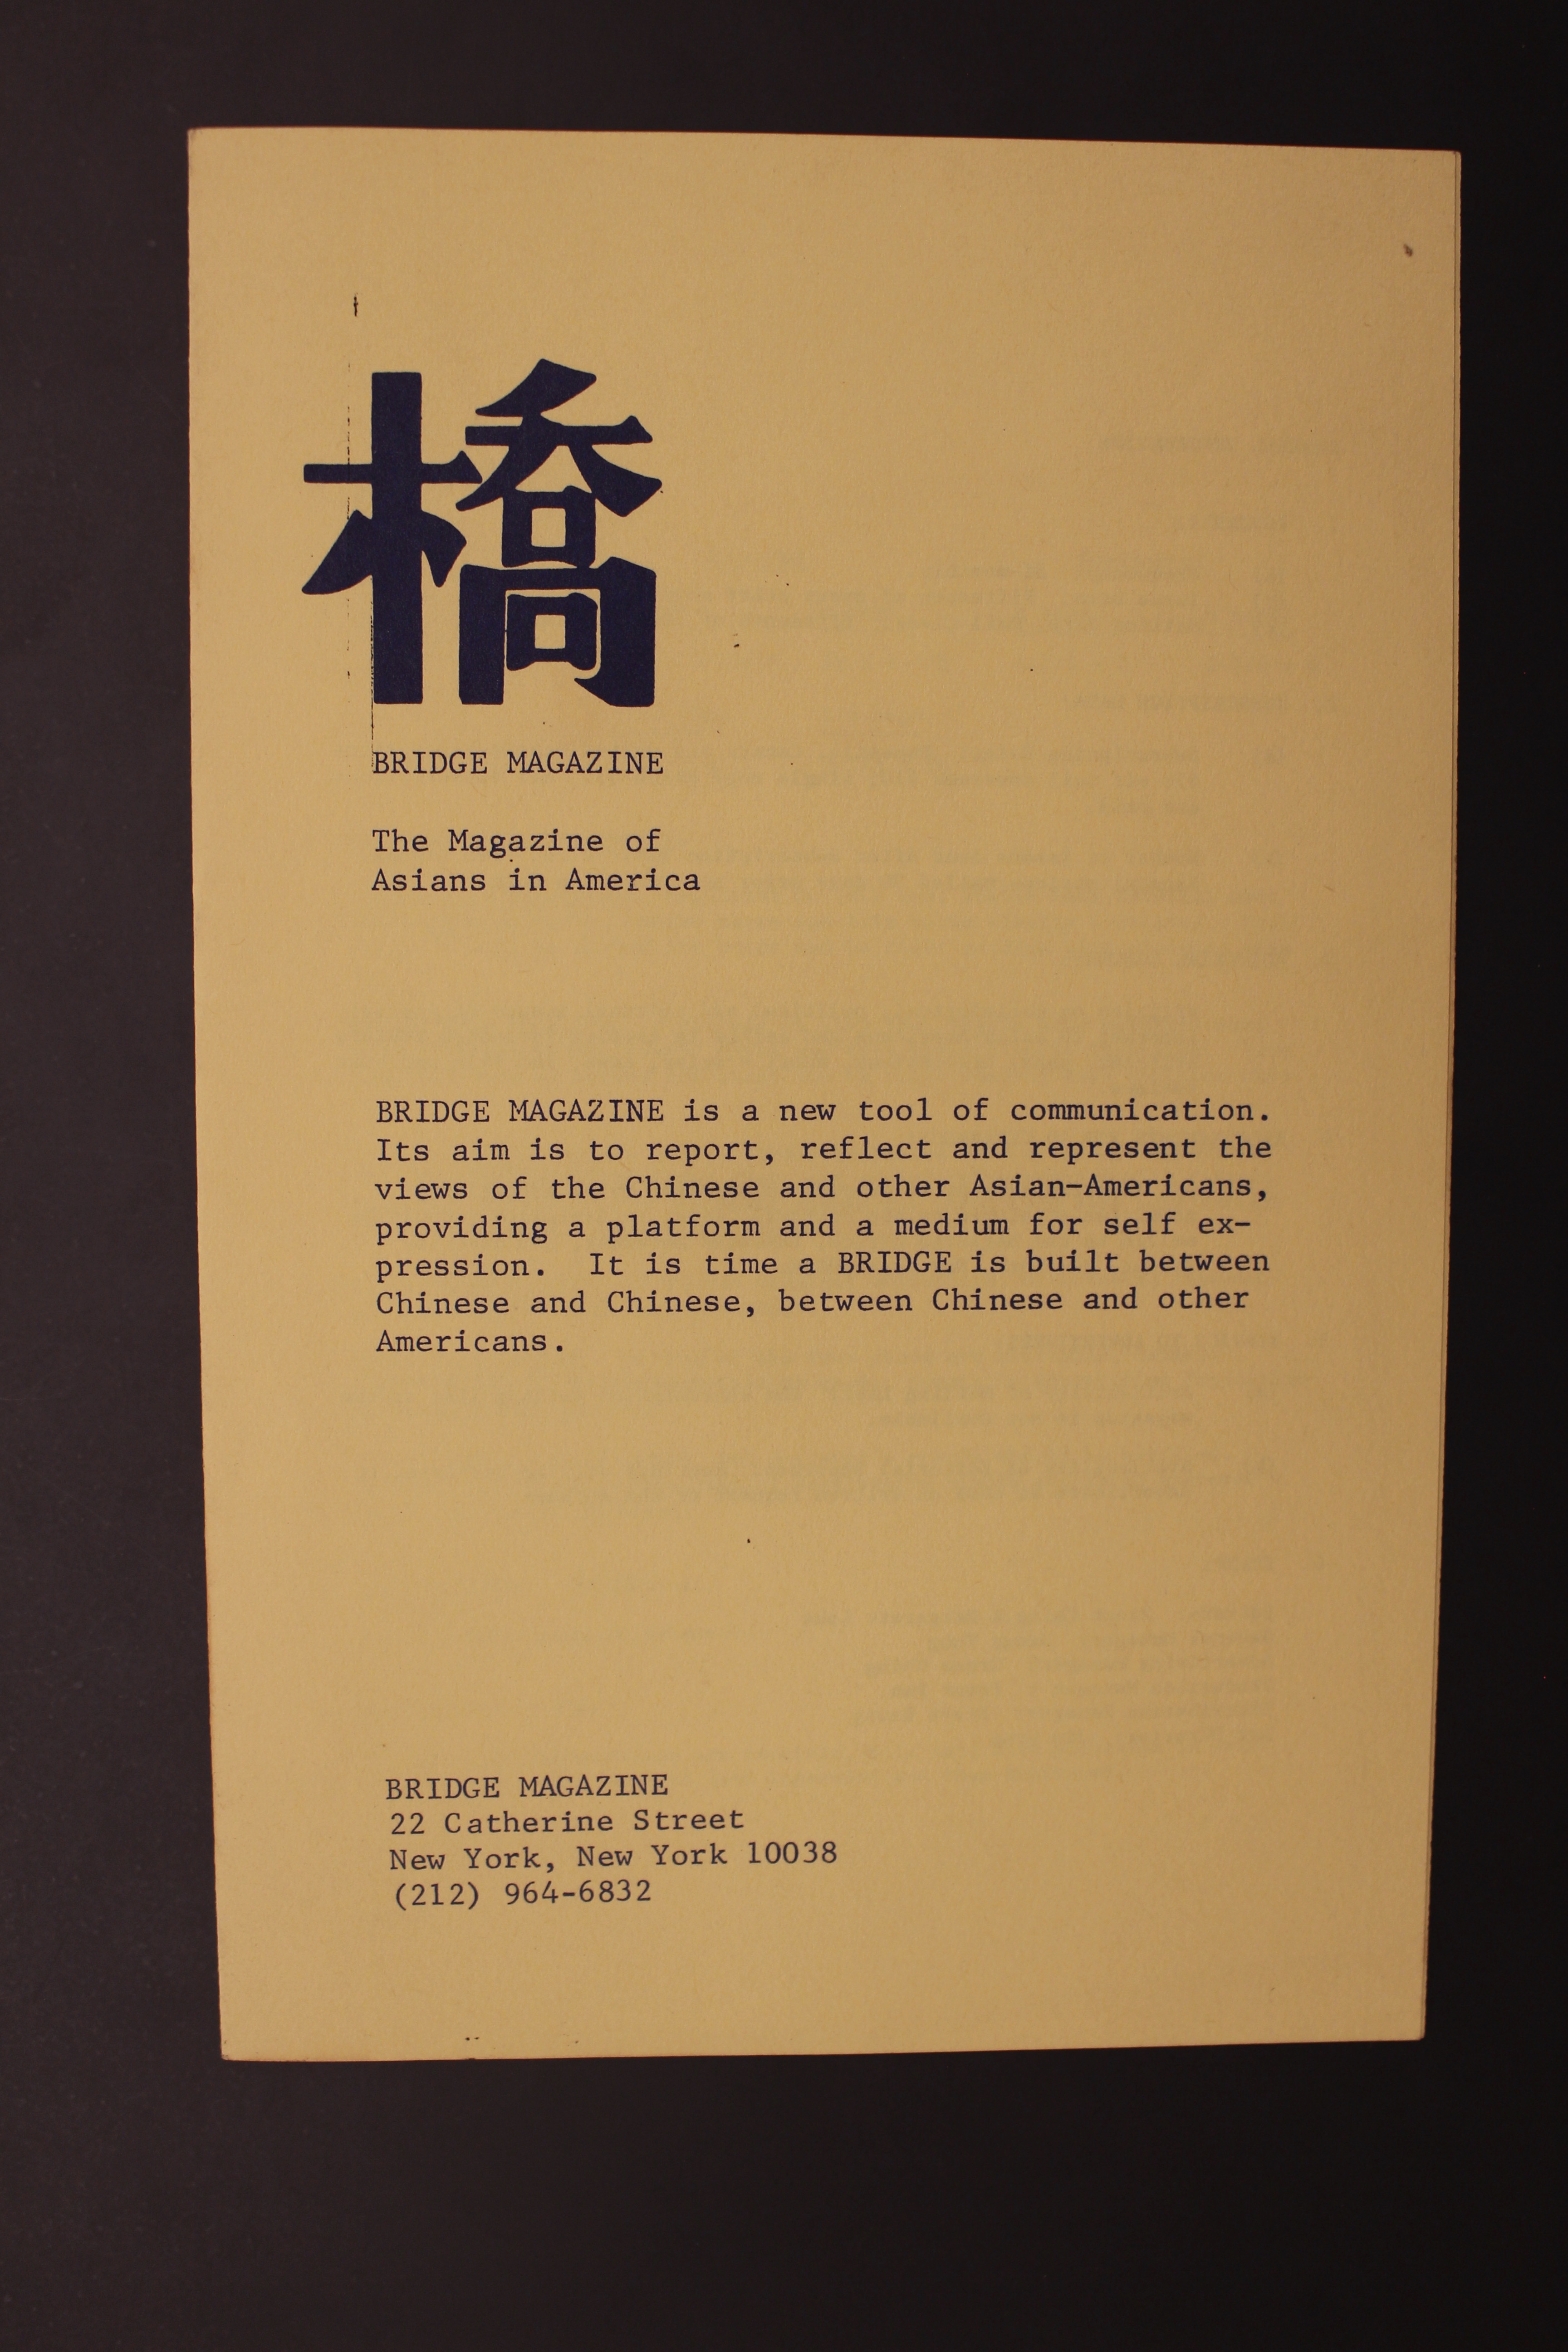 橋
BRIDGE MAGAZINE
The Magazine of
Asians in America
BRIDGE MAGAZINE is a new tool of communication.
Its aim is to report, reflect and represent the
views of the Chinese and other Asian-Americans,
providing a platform and a medium for self ex-
pression.  It is time a BRIDGE is built between
Chinese and Chinese, between Chinese and other
Americans.
BRIDGE MAGAZINE
22 Catherine Street
New York, New York 10038
(212) 964-6832